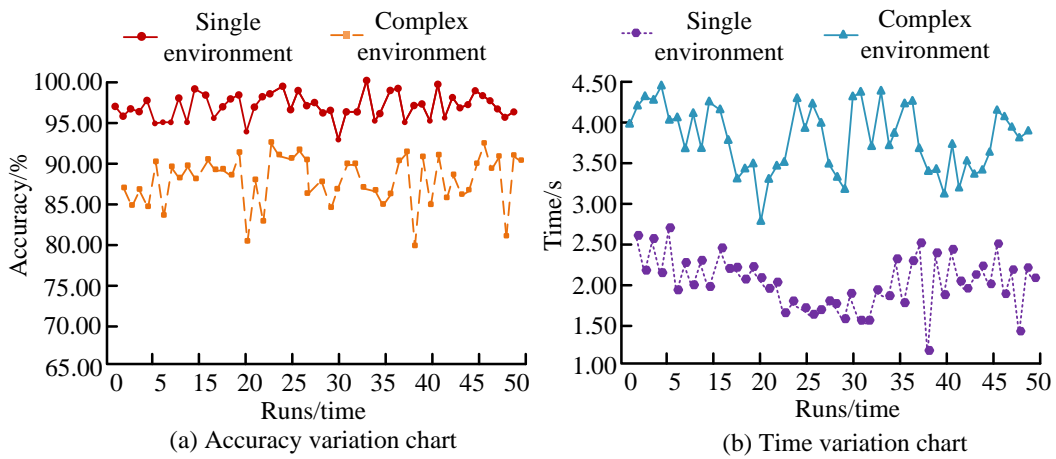 Single environment
Complex environment
100.00
95.00
90.00
85.00
80.00
75.00
70.00
65.00
Accuracy/%
0 5 15 20 25 30 35 40 45 50
Runs/time
(a) Accuracy variation chart
Single environment
Complex environment
4.50
4.00
3.50
3.00
2.50
2.00
1.50
1.00
Time/s
0 5 15 20 25 30 35 40 45 50
Runs/time
(b) Time variation chart